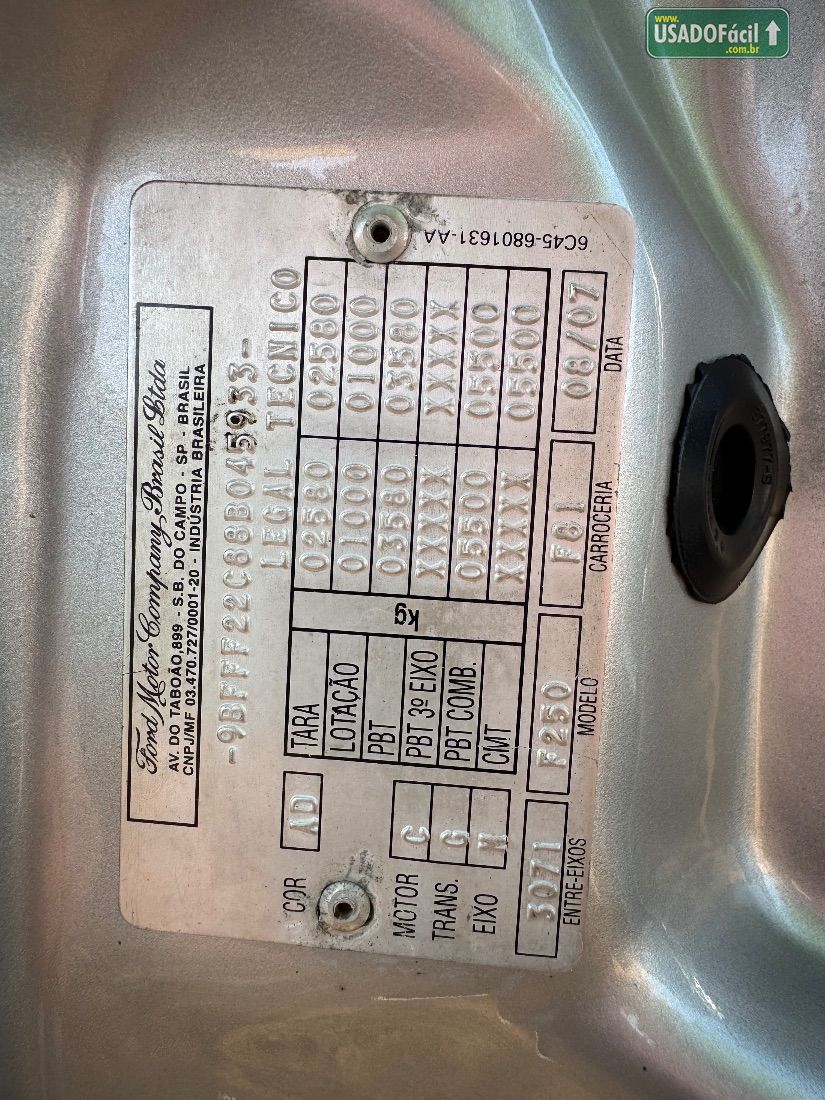 www.
USADOFácil
.com.br
Ford Motor Company Brasil Ltda
AV. DO TABOÃO,899 - S.B. DO CAMPO - SP - BRASIL
CNPJ/MF 03.470.727/0001-20 - INDÚSTRIA BRASILEIRA
-9BFFF22C88B045933-
LEGAL TECNICO
COR AD TARA kg 02580 02580
LOTAÇÃO 01000 01000
PBT 03580 03580
MOTOR C PBT 3º EIXO XXXXX XXXXX
TRANS. G PBT COMB. 05500 05500
EIXO M CMT XXXXX 05500
6C45-6801631-AA
3071 F250 F81 08/07
ENTRE-EIXOS MODELO CARROCERIA DATA